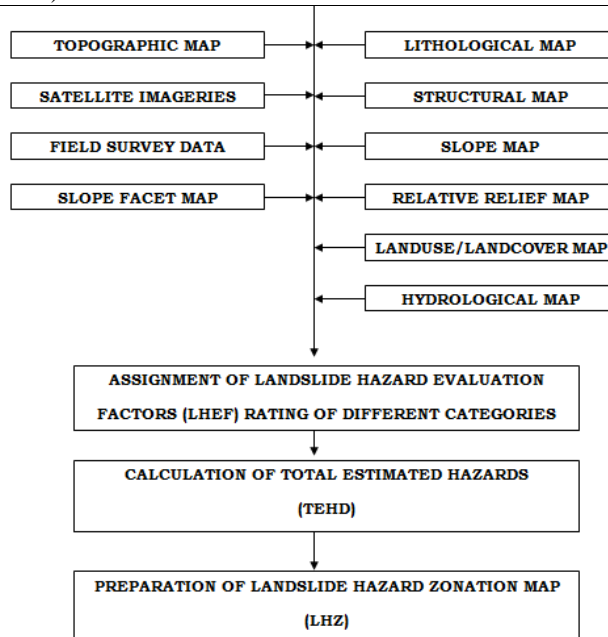 TOPOGRAPHIC MAP
LITHOLOGICAL MAP
SATELLITE IMAGERIES
STRUCTURAL MAP
FIELD SURVEY DATA
SLOPE MAP
SLOPE FACET MAP
RELATIVE RELIEF MAP
LANDUSE/LANDCOVER MAP
HYDROLOGICAL MAP
ASSIGNMENT OF LANDSLIDE HAZARD EVALUATION
FACTORS (LHEF) RATING OF DIFFERENT CATEGORIES
CALCULATION OF TOTAL ESTIMATED HAZARDS
(TEHD)
PREPARATION OF LANDSLIDE HAZARD ZONATION MAP
(LHZ)